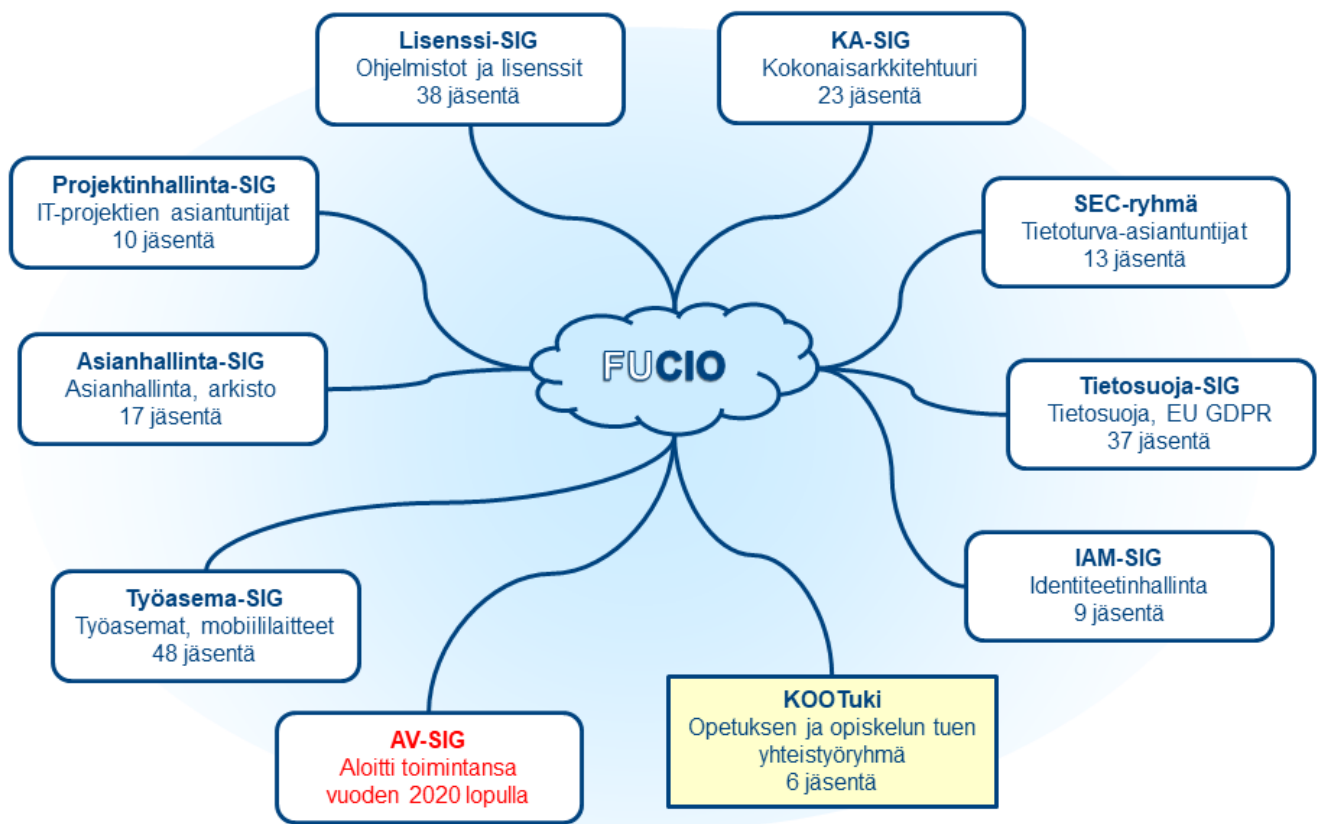 Lisenssi-SIG
Ohjelmistot ja lisenssit
38 jäsentä
KA-SIG
Kokonaisarkkitehtuuri
23 jäsentä
Projektinhallinta-SIG
IT-projektien asiantuntijat
10 jäsentä
SEC-ryhmä
Tietoturva-asiantuntijat
13 jäsentä
FUCIO
Asianhallinta-SIG
Asianhallinta, arkisto
17 jäsentä
Tietosuoja-SIG
Tietosuoja, EU GDPR
37 jäsentä
Työasema-SIG
Työasemat, mobiililaitteet
48 jäsentä
IAM-SIG
Identiteetinhallinta
9 jäsentä
AV-SIG
Aloitti toimintansa
vuoden 2020 lopulla
KOOTuki
Opetuksen ja opiskelun tuen
yhteistyöryhmä
6 jäsentä